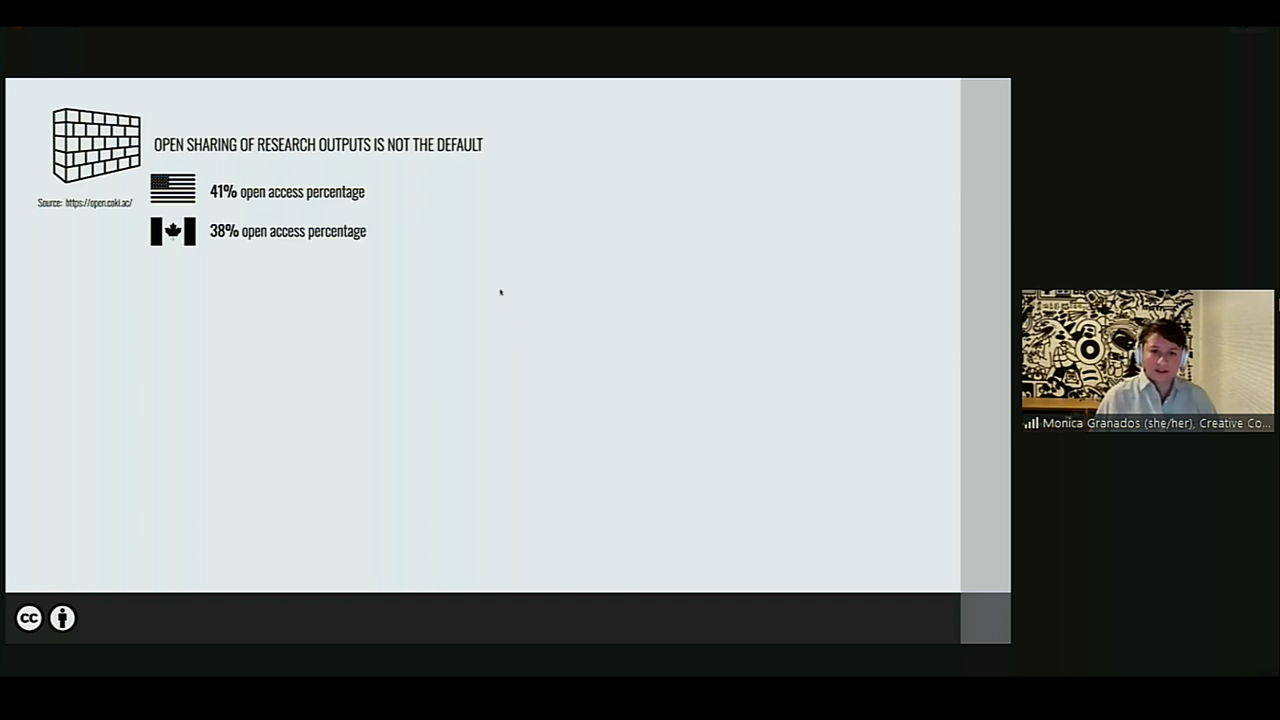 OPEN SHARING OF RESEARCH OUTPUTS IS NOT THE DEFAULT
Source: https://open.coki.ac/
41% open access percentage
38% open access percentage
cc
Monica Granados (she/her), Creative Co...